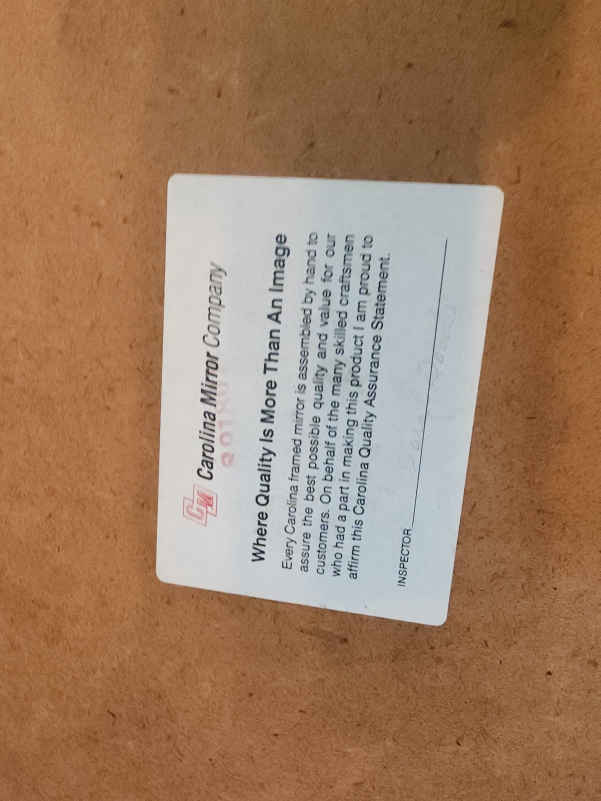 CM Carolina Mirror Company
Where Quality Is More Than An Image
Every Carolina framed mirror is assembled by hand to
assure the best possible quality and value for our
customers. On behalf of the many skilled craftsmen
who had a part in making this product I am proud to
affirm this Carolina Quality Assurance Statement.
INSPECTOR